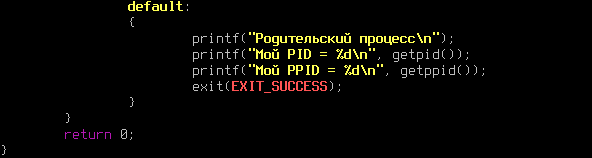 default:
{
printf("Родительский процесс\n");
printf("Мой PID = %d\n", getpid());
printf("Мой PPID = %d\n", getppid());
exit(EXIT_SUCCESS);
}
}
return 0;
}